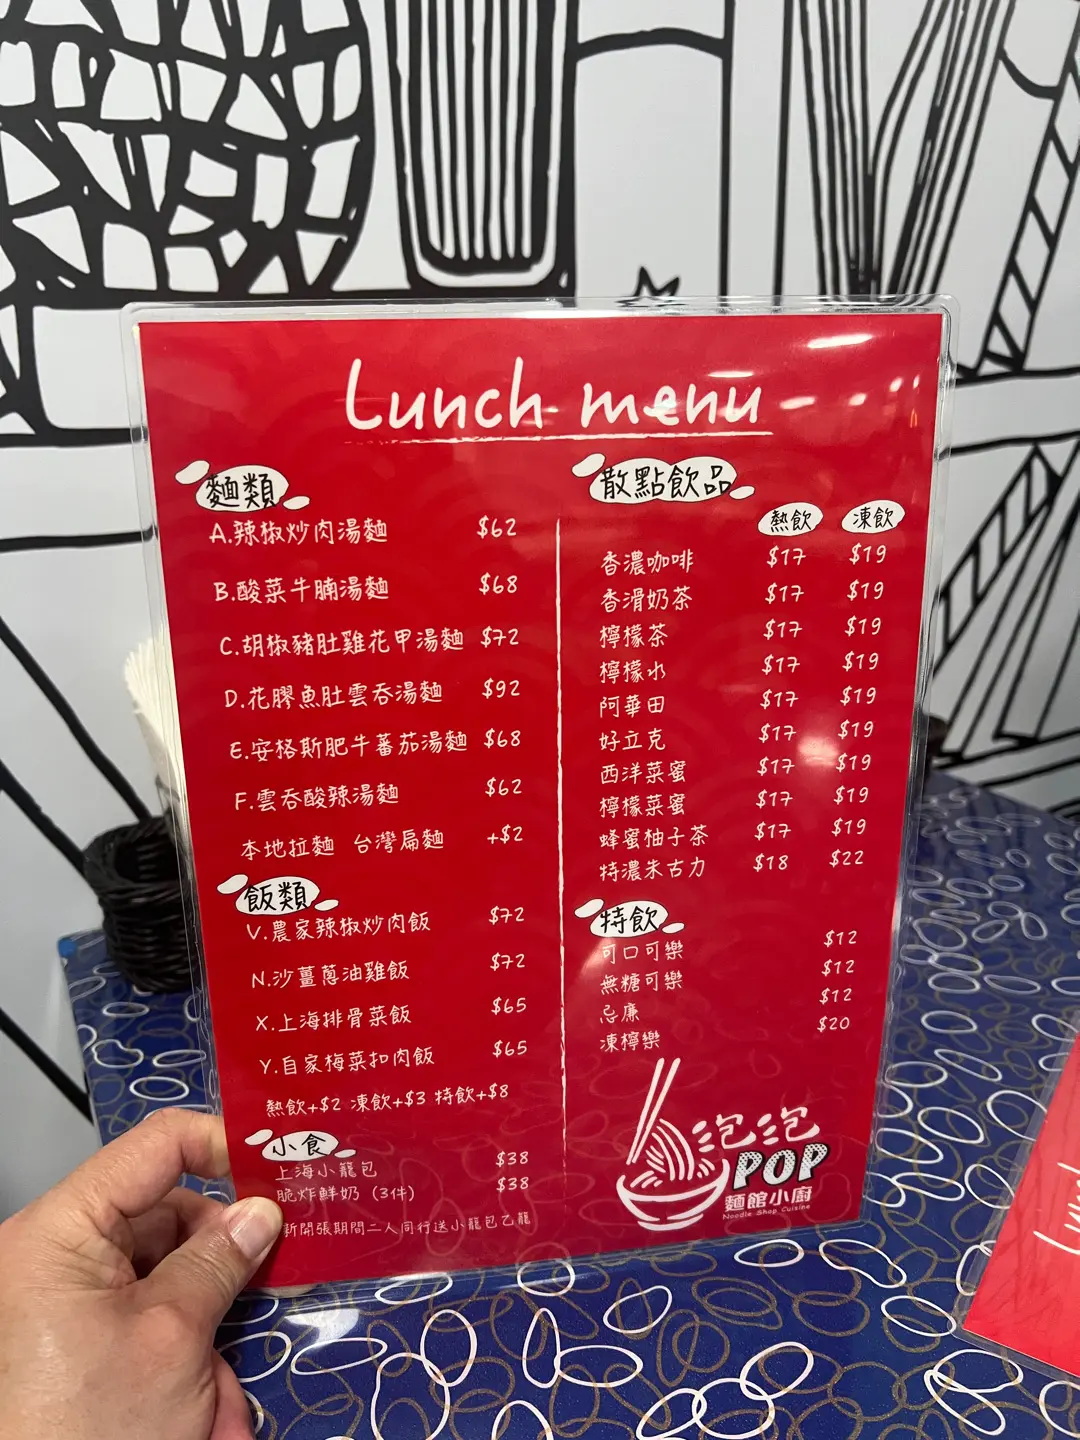 Lunch menu
麵類
A.辣椒炒肉湯麵 $62
B.酸菜牛腩湯麵 $68
C.胡椒豬肚雞花甲湯麵 $72
D.花膠魚肚雲吞湯麵 $92
E.安格斯肥牛蕃茄湯麵 $68
F.雲吞酸辣湯麵 $62
本地拉麵 台灣扁麵 +$2
飯類
V.農家辣椒炒肉飯 $72
N.沙薑蔥油雞飯 $72
X.上海排骨菜飯 $65
Y.自家梅菜扣肉飯 $65
熱飲+$2 凍飲+$3 特飲+$8
小食
上海小籠包 $38
脆炸鮮奶(3件) $38
新開張期間二人同行送小籠包乙籠
散點飲品
熱飲 凍飲
香濃咖啡 $17 $19
香滑奶茶 $17 $19
檸檬茶 $17 $19
檸檬水 $17 $19
阿華田 $17 $19
好立克 $17 $19
西洋菜蜜 $17 $19
檸檬菜蜜 $17 $19
蜂蜜柚子茶 $17 $19
特濃朱古力 $18 $22
特飲
可口可樂 $12
無糖可樂 $12
忌廉 $12
凍檸樂 $20
泡泡
POP
麵館小廚
Noodle Shop Cuisine
Lunch